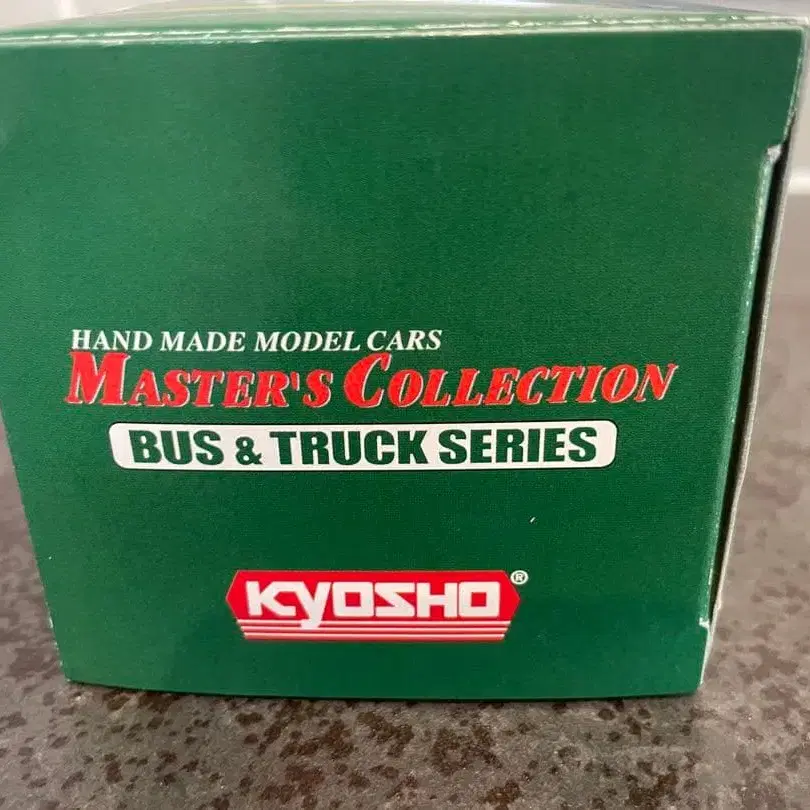 HAND MADE MODEL CARS
MASTER'S COLLECTION
BUS & TRUCK SERIES
KYOSHO®